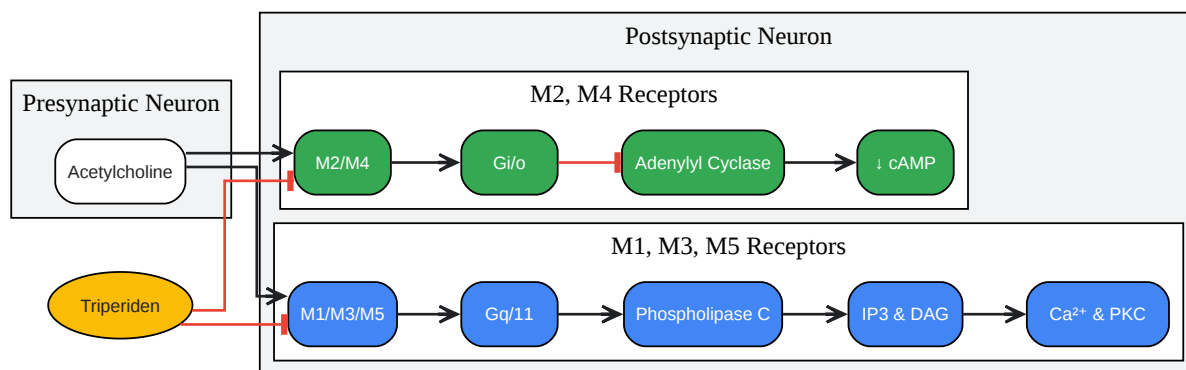 Postsynaptic Neuron
Presynaptic Neuron
Acetylcholine
M2, M4 Receptors
M2/M4
Gi/o
Adenylyl Cyclase
↓ cAMP
M1, M3, M5 Receptors
Triperiden
M1/M3/M5
Gq/11
Phospholipase C
IP3 & DAG
Ca²⁺ & PKC